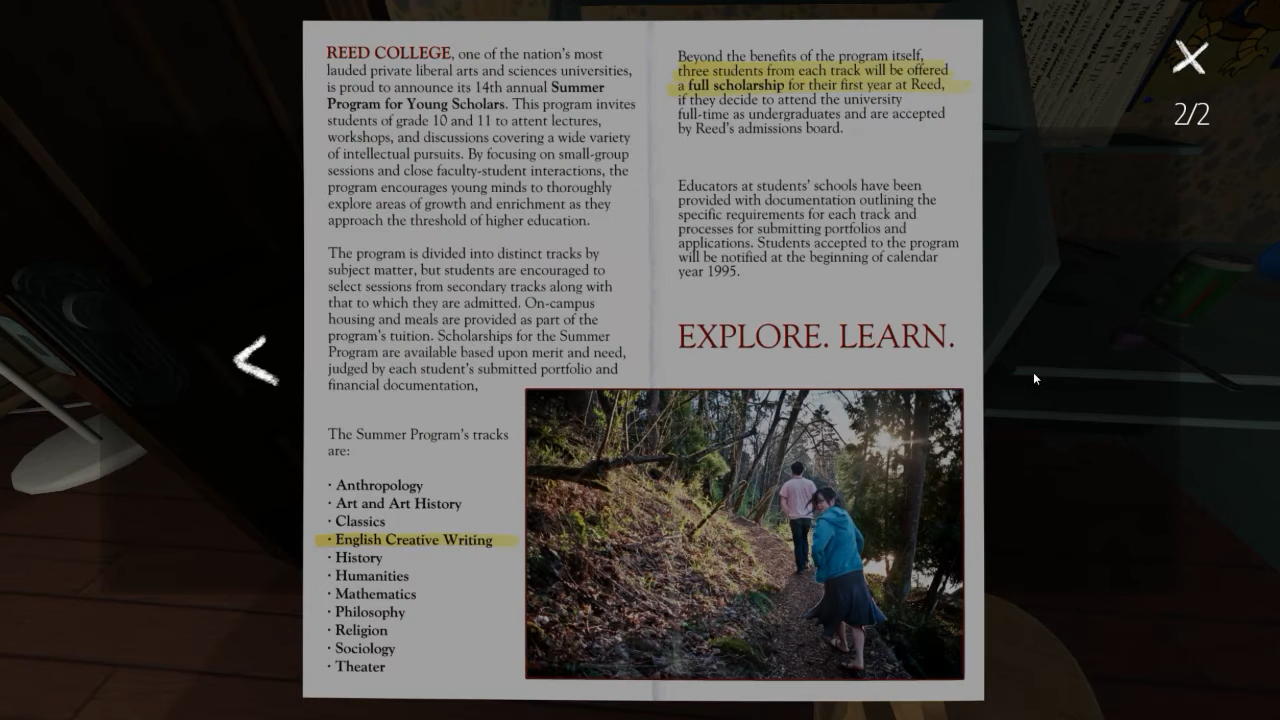 REED COLLEGE, one of the nation's most
lauded private liberal arts and sciences universities,
is proud to announce its 14th annual Summer
Program for Young Scholars. This program invites
students of grade 10 and 11 to attent lectures,
workshops, and discussions covering a wide variety
of intellectual pursuits. By focusing on small-group
sessions and close faculty-student interactions, the
program encourages young minds to thoroughly
explore areas of growth and enrichment as they
approach the threshold of higher education.
The program is divided into distinct tracks by
subject matter, but students are encouraged to
select sessions from secondary tracks along with
that to which they are admitted. On-campus
housing and meals are provided as part of the
program's tuition. Scholarships for the Summer
Program are available based upon merit and need,
judged by each student's submitted portfolio and
financial documentation,
The Summer Program's tracks
are:
· Anthropology
· Art and Art History
· Classics
· English Creative Writing
· History
· Humanities
· Mathematics
· Philosophy
· Religion
· Sociology
· Theater
Beyond the benefits of the program itself,
three students from each track will be offered
a full scholarship for their first year at Reed,
if they decide to attend the university
full-time as undergraduates and are accepted
by Reed's admissions board.
Educators at students' schools have been
provided with documentation outlining the
specific requirements for each track and
processes for submitting portfolios and
applications. Students accepted to the program
will be notified at the beginning of calendar
year 1995.
EXPLORE. LEARN.
2/2